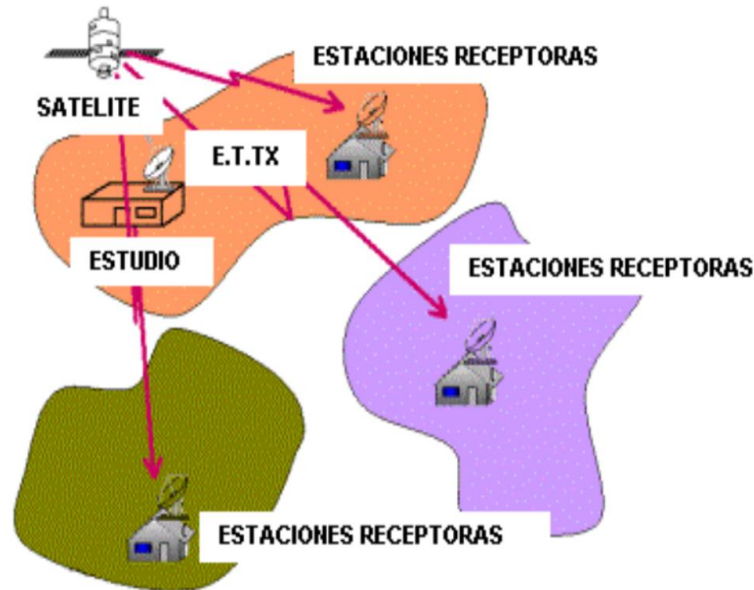 ESTACIONES RECEPTORAS
SATELITE
E.T.TX
ESTUDIO
ESTACIONES RECEPTORAS
ESTACIONES RECEPTORAS